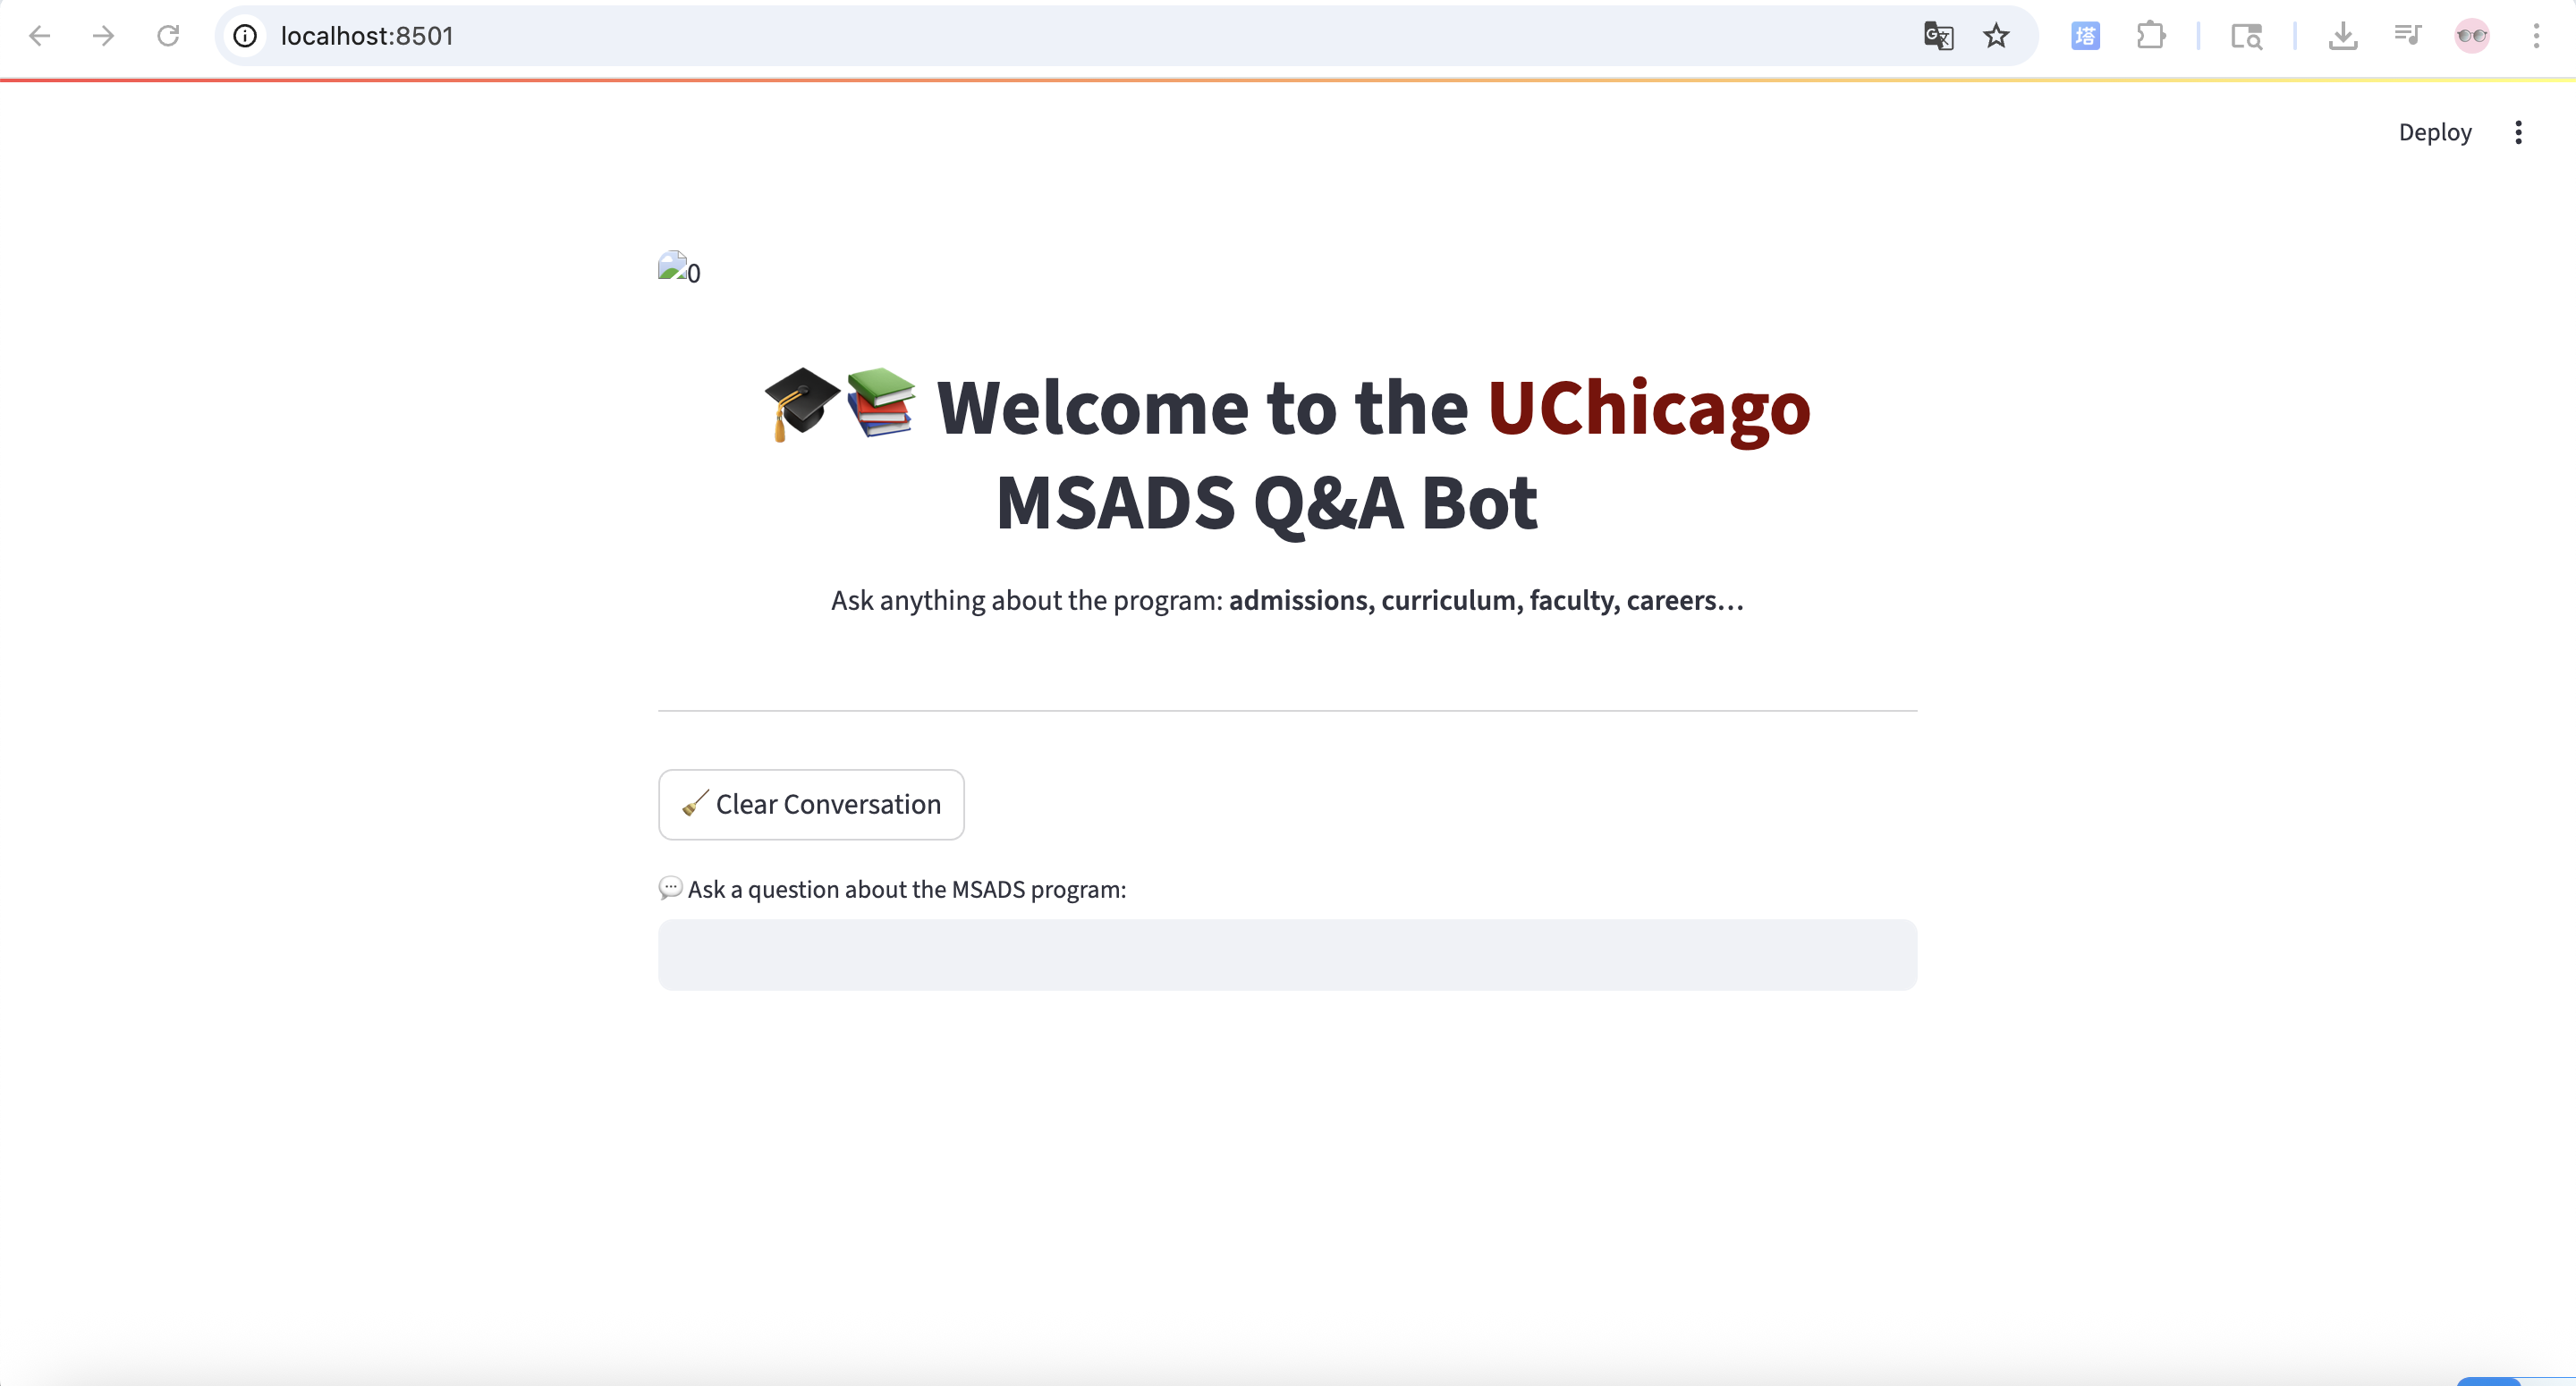 localhost:8501
塔
Deploy
0
🎓📚 Welcome to the UChicago
MSADS Q&A Bot
Ask anything about the program: admissions, curriculum, faculty, careers...
🧹 Clear Conversation
💬 Ask a question about the MSADS program: